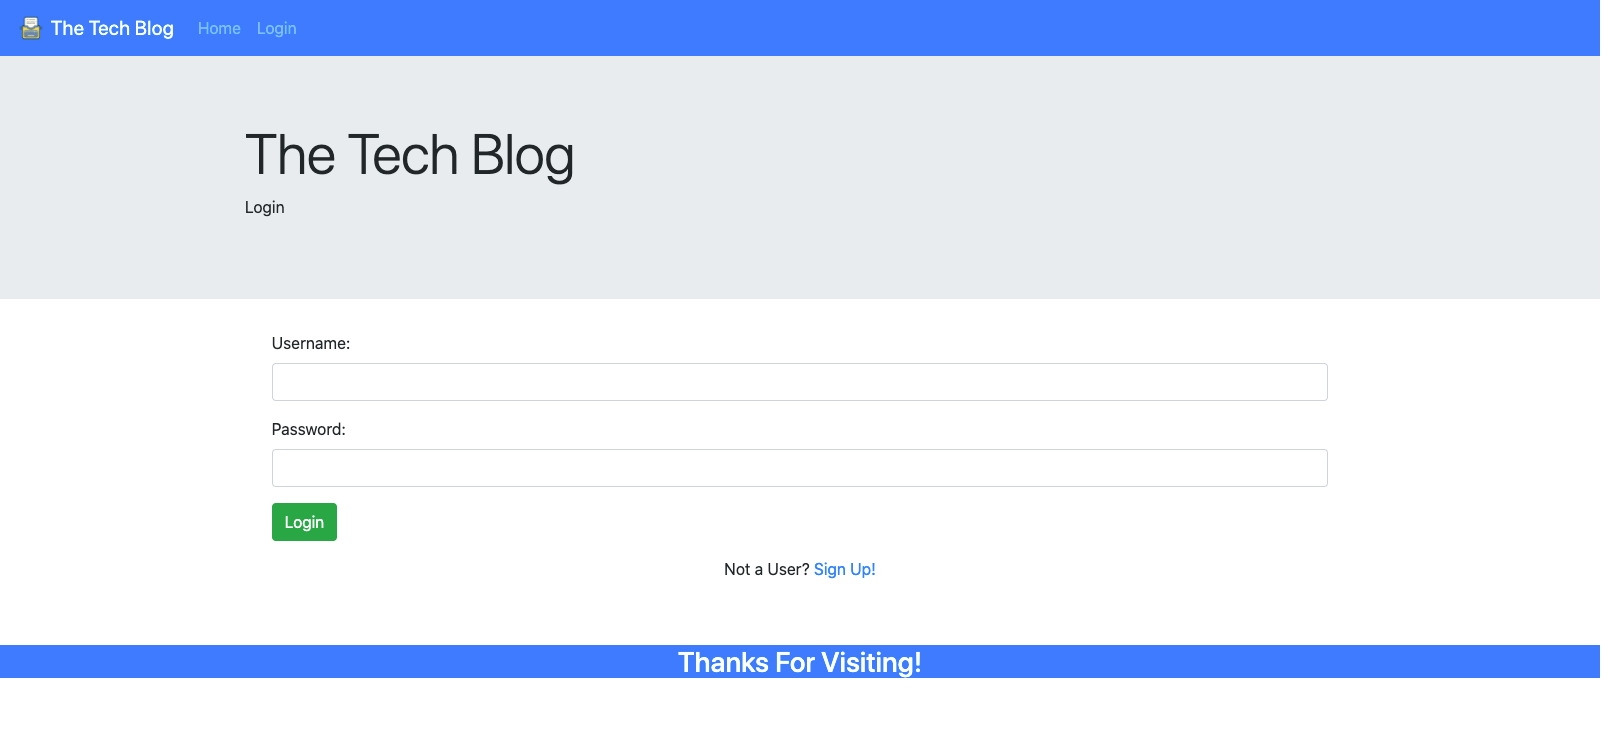 The Tech Blog Home Login
The Tech Blog
Login
Username:
Password:
Login
Not a User? Sign Up!
Thanks For Visiting!